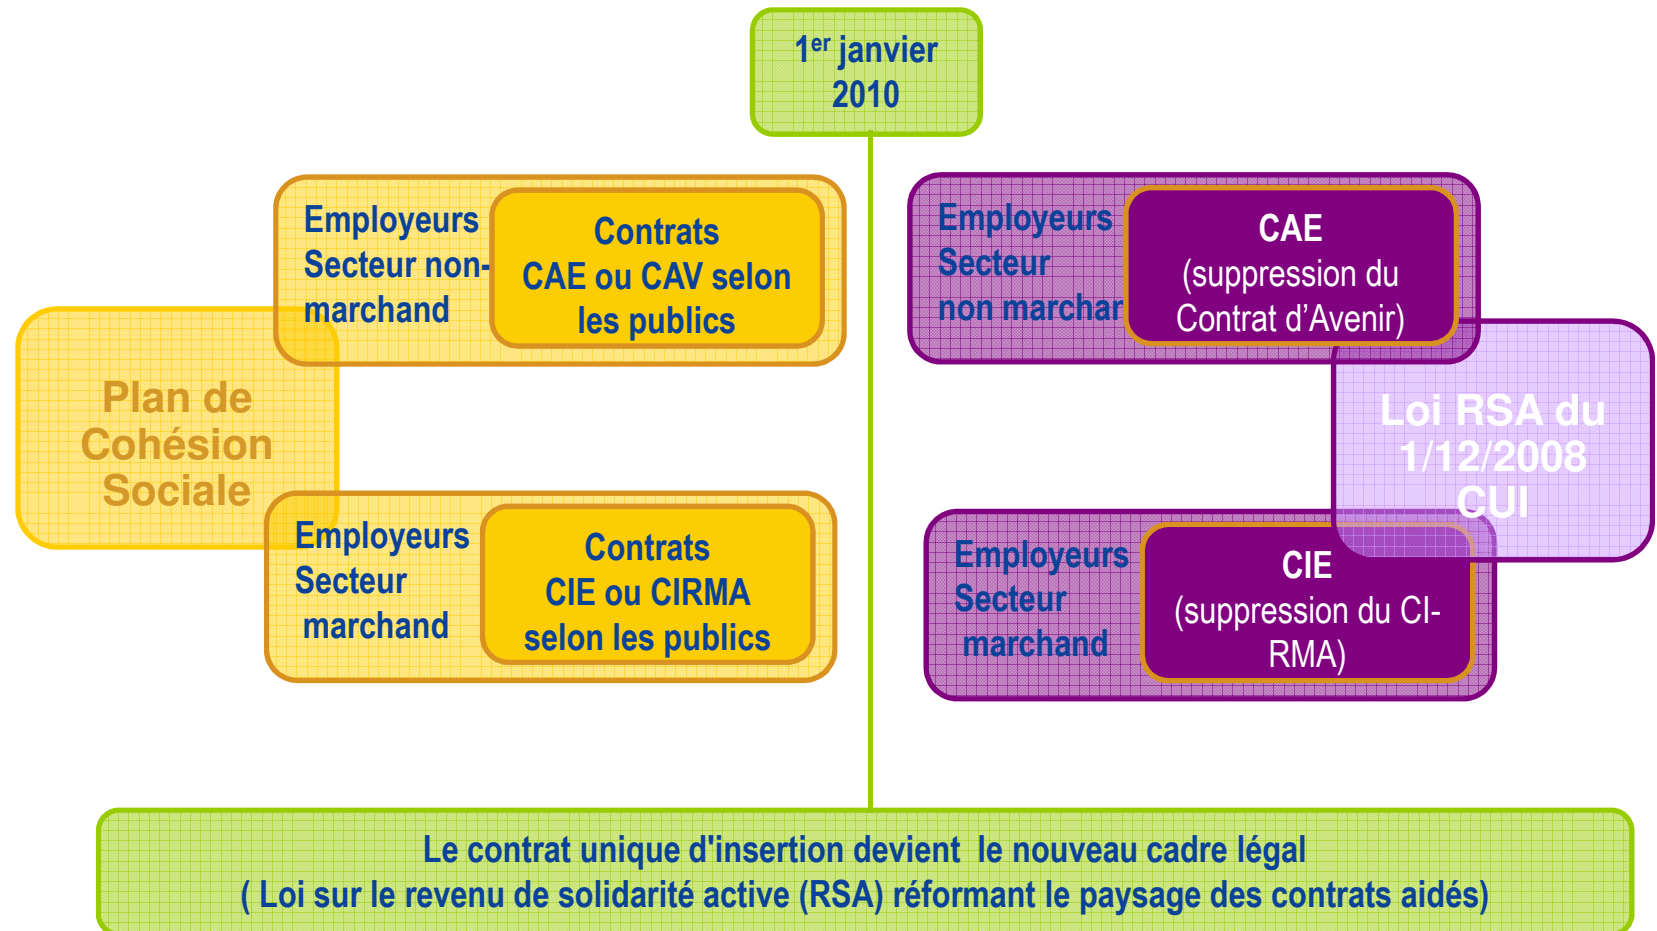 1er janvier
2010
Employeurs
Secteur non-
marchand
Contrats
CAE ou CAV selon
les publics
Plan de
Cohésion
Sociale
Employeurs
Secteur
marchand
Contrats
CIE ou CIRMA
selon les publics
Employeurs
Secteur
non marchan
CAE
(suppression du
Contrat d’Avenir)
Loi RSA du
1/12/2008
CUI
Employeurs
Secteur
marchand
CIE
(suppression du CI-
RMA)
Le contrat unique d'insertion devient le nouveau cadre légal
( Loi sur le revenu de solidarité active (RSA) réformant le paysage des contrats aidés)